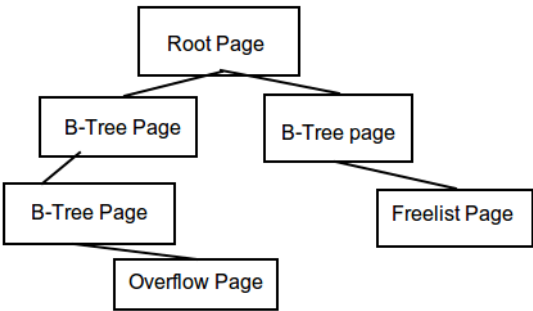 Root Page
B-Tree Page
B-Tree page
B-Tree Page
Freelist Page
Overflow Page